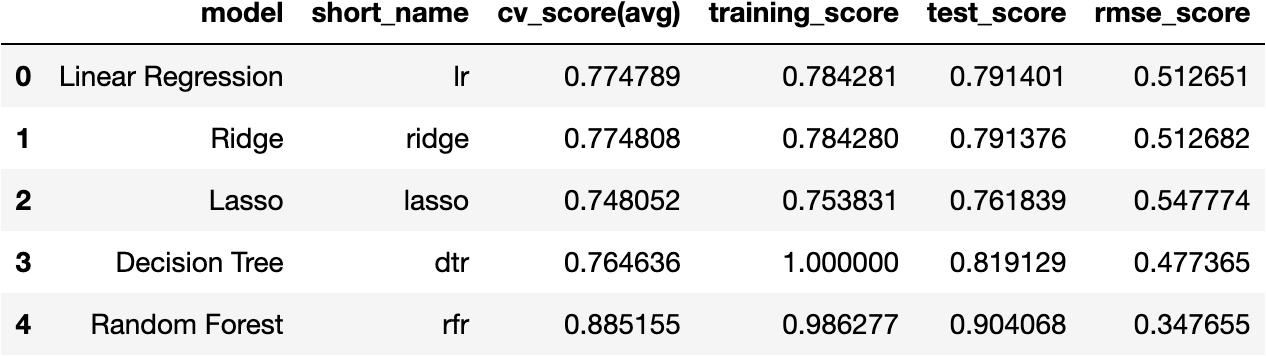 model short_name cv_score(avg) training_score test_score rmse_score
0 Linear Regression lr 0.774789 0.784281 0.791401 0.512651
1 Ridge ridge 0.774808 0.784280 0.791376 0.512682
2 Lasso lasso 0.748052 0.753831 0.761839 0.547774
3 Decision Tree dtr 0.764636 1.000000 0.819129 0.477365
4 Random Forest rfr 0.885155 0.986277 0.904068 0.347655